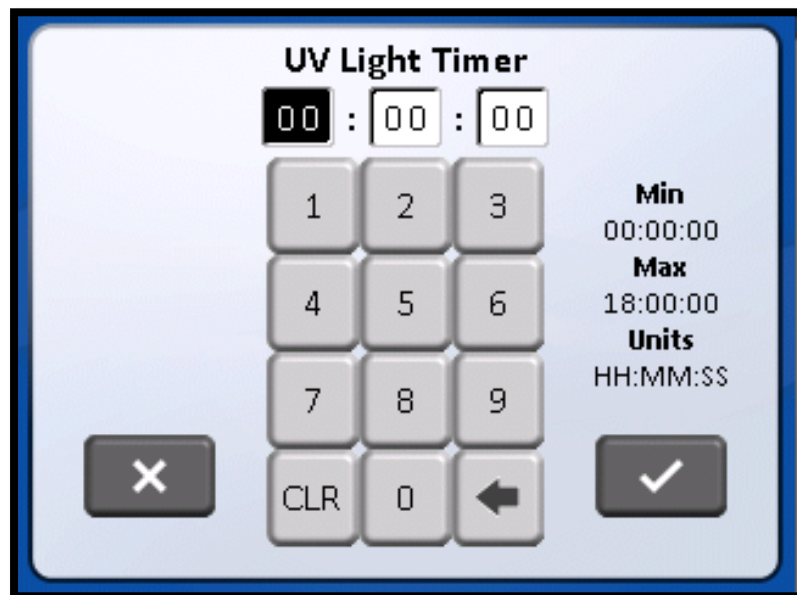 UV Light Timer
00 : 00 : 00
1 2 3
Min
00:00:00
Max
18:00:00
Units
HH:MM:SS
4 5 6
7 8 9
CLR 0